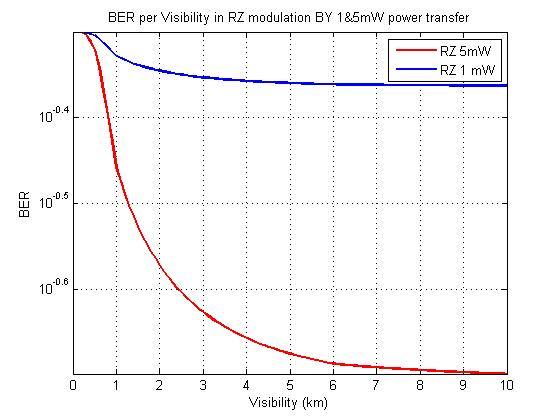 BER per Visibility in RZ modulation BY 1&5mW power transfer
RZ 5mW
RZ 1 mW
10^-0.4
10^-0.5
10^-0.6
BER
0 1 2 3 4 5 6 7 8 9 10
Visibility (km)